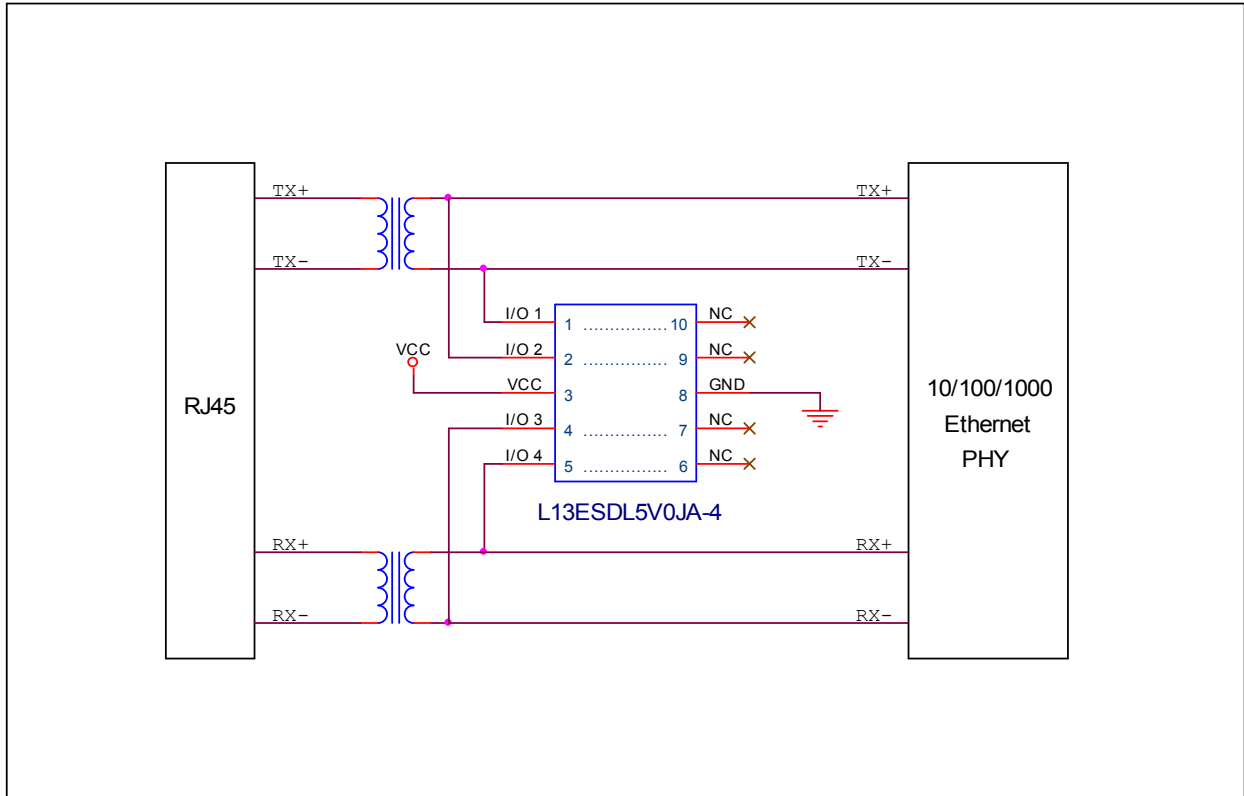 TX+ TX+
TX- TX-
I/O 1 1 ................ 10 NC
I/O 2 2 ................ 9 NC
VCC
VCC 3 8 GND
I/O 3 4 ................ 7 NC
I/O 4 5 ................ 6 NC
RJ45
10/100/1000
Ethernet
PHY
L13ESDL5V0JA-4
RX+ RX+
RX- RX-